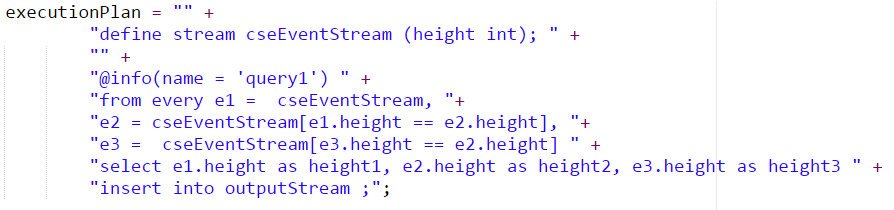 executionPlan = "" +
"define stream cseEventStream (height int); " +
"" +
"@info(name = 'query1') " +
"from every e1 =  cseEventStream, "+
"e2 = cseEventStream[e1.height == e2.height], "+
"e3 =  cseEventStream[e3.height == e2.height] " +
"select e1.height as height1, e2.height as height2, e3.height as height3 " +
"insert into outputStream ;";